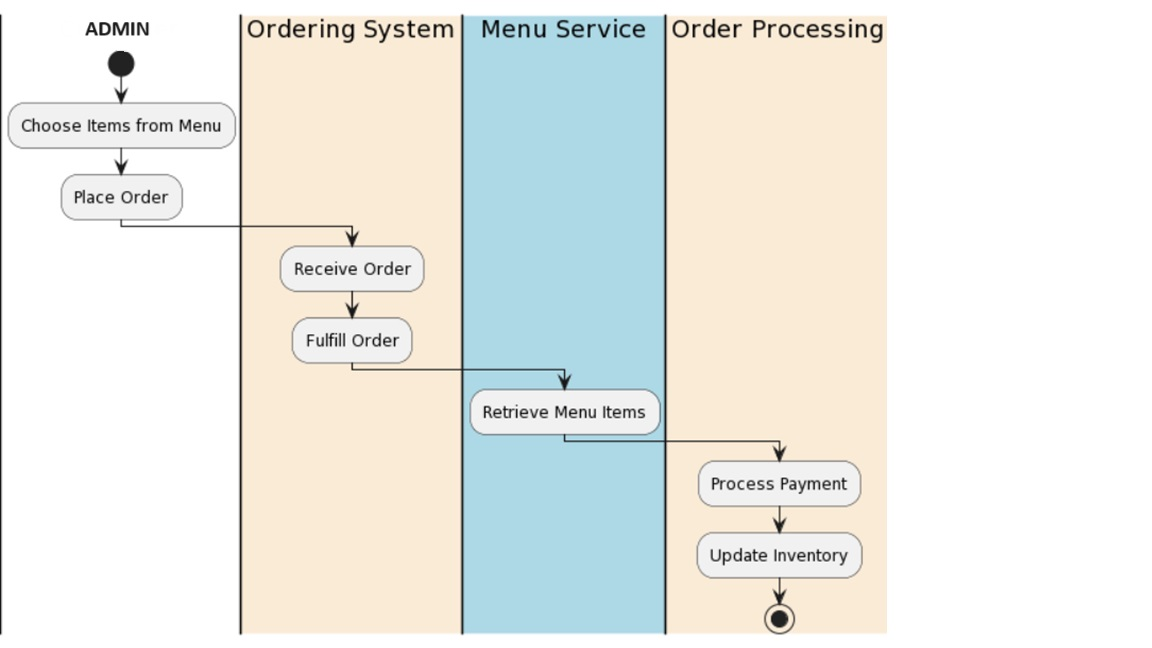 ADMIN
Ordering System
Menu Service
Order Processing
Choose Items from Menu
Place Order
Receive Order
Fulfill Order
Retrieve Menu Items
Process Payment
Update Inventory